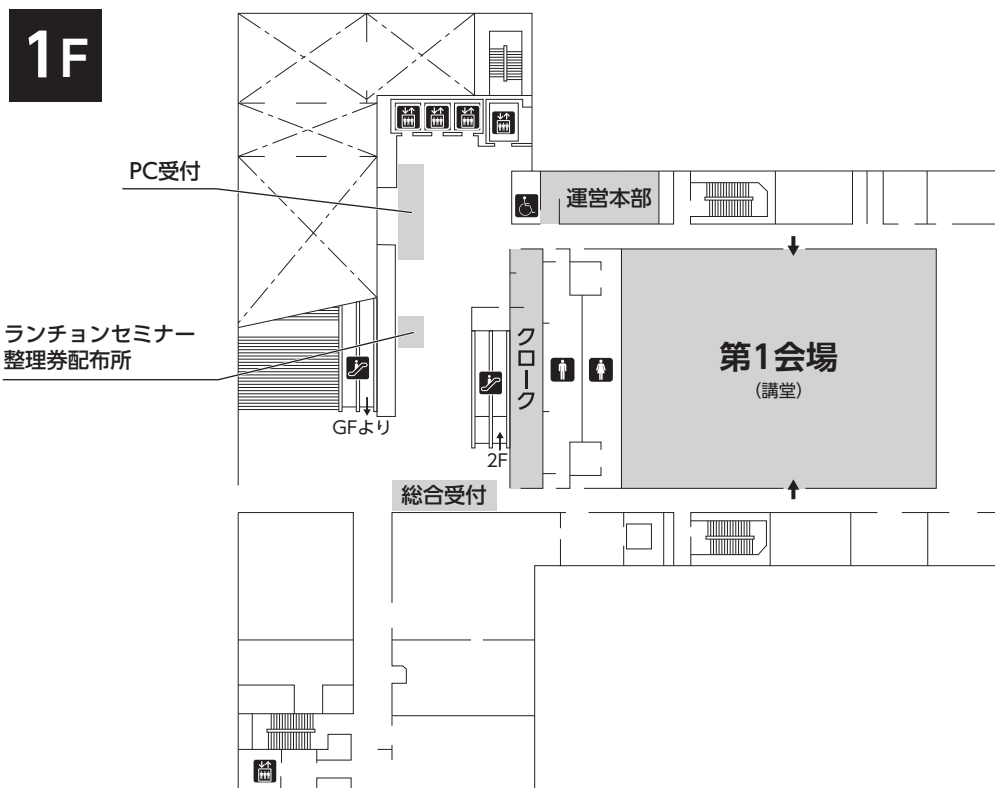 1F
PC受付
運営本部
ランチョンセミナー
整理券配布所
クローク
第1会場
(講堂)
GFより
2F
総合受付